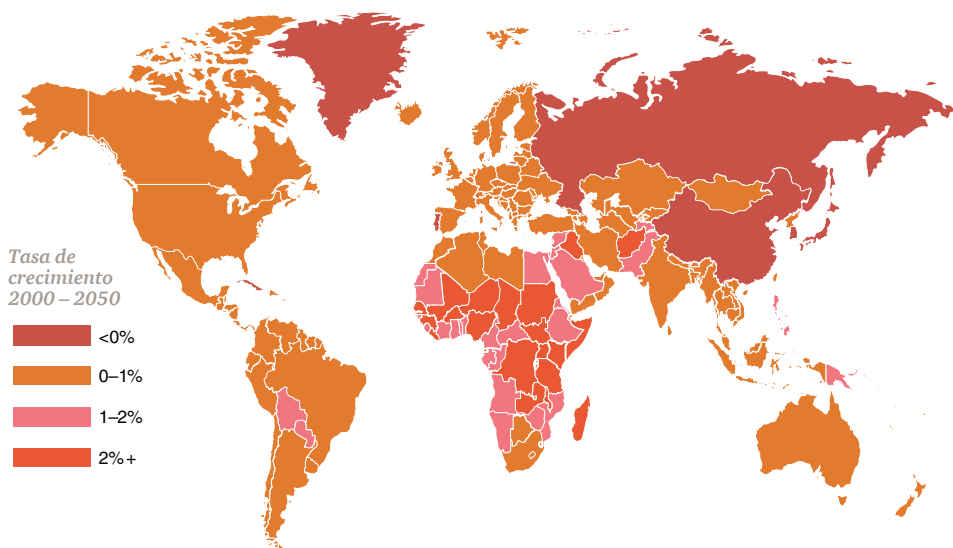 Tasa de
crecimiento
2000 – 2050
<0%
0–1%
1–2%
2%+